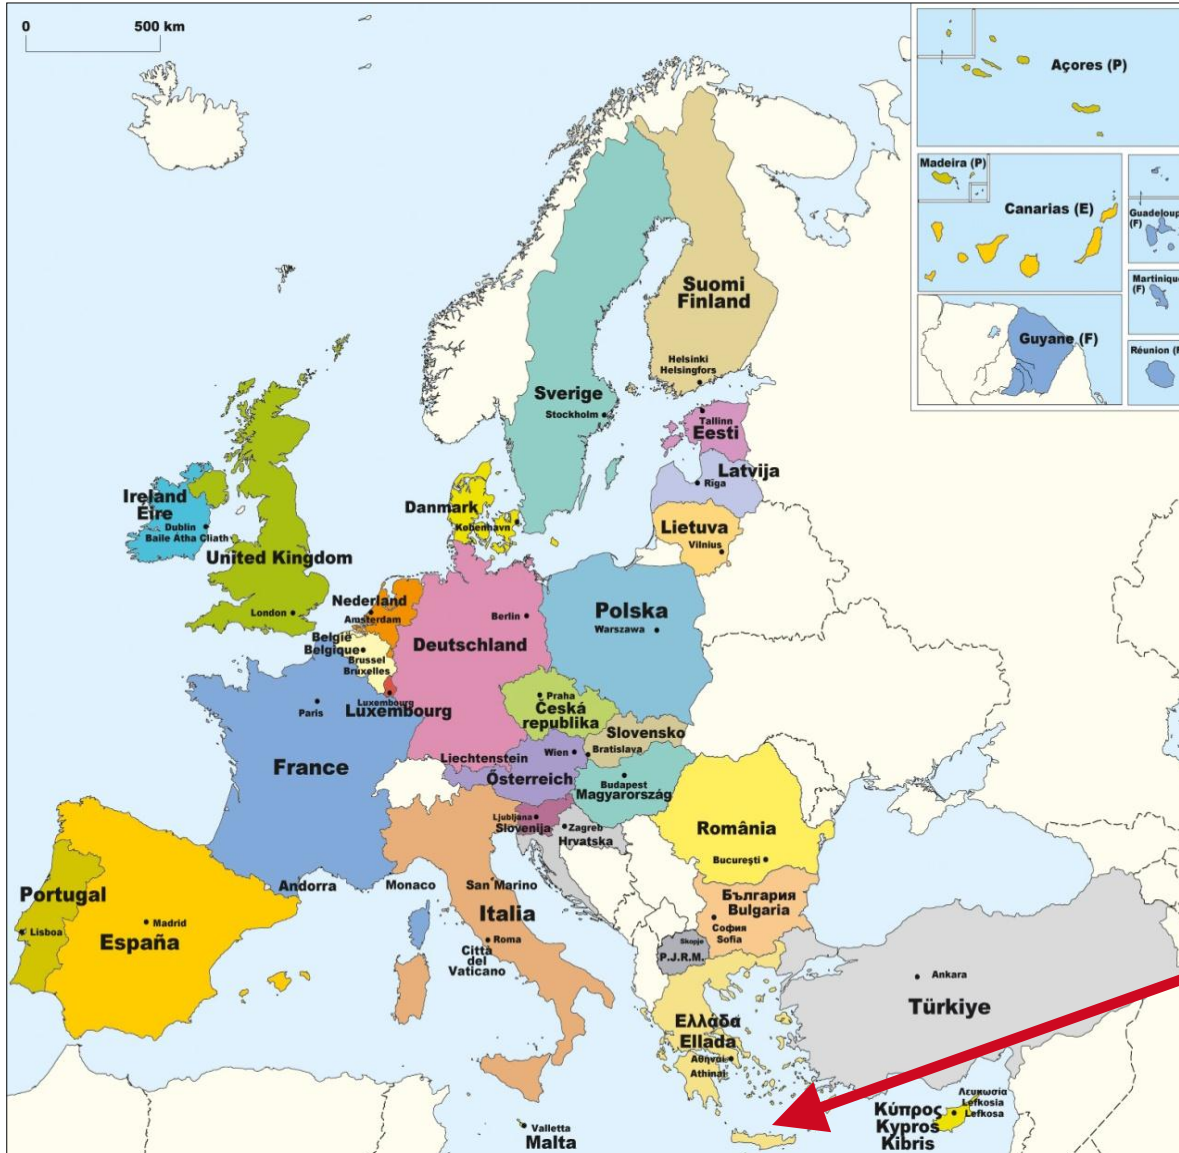 0 500 km
Açores (P)
Madeira (P)
Canarias (E)
Guadeloup
(F)
Martinique
(F)
Guyane (F)
Réunion (F
Suomi
Finland
Helsinki
Helsingfors
Sverige
Stockholm
Tallinn
Eesti
Latvija
Rīga
Lietuva
Vilnius
Danmark
København
Ireland
Éire
Dublin
Baile Átha Cliath
United Kingdom
London
Nederland
Amsterdam
België
Belgique
Brussel
Bruxelles
Luxembourg
Luxembourg
Deutschland
Berlin
Polska
Warszawa
Praha
Česká
republika
Slovensko
Bratislava
Wien
Österreich
Liechtenstein
Budapest
Magyarország
Ljubljana
Slovenija
Zagreb
Hrvatska
România
București
България
Bulgaria
София
Sofia
Skopje
P.J.R.M.
Paris
France
Andorra
Monaco
San Marino
Italia
Roma
Città
del
Vaticano
Portugal
Lisboa
Madrid
España
Ελλάδα
Ellada
Αθήναι
Athinai
Ankara
Türkiye
Λευκωσία
Lefkosia
Lefkosa
Κύπρος
Kypros
Kibris
Valletta
Malta